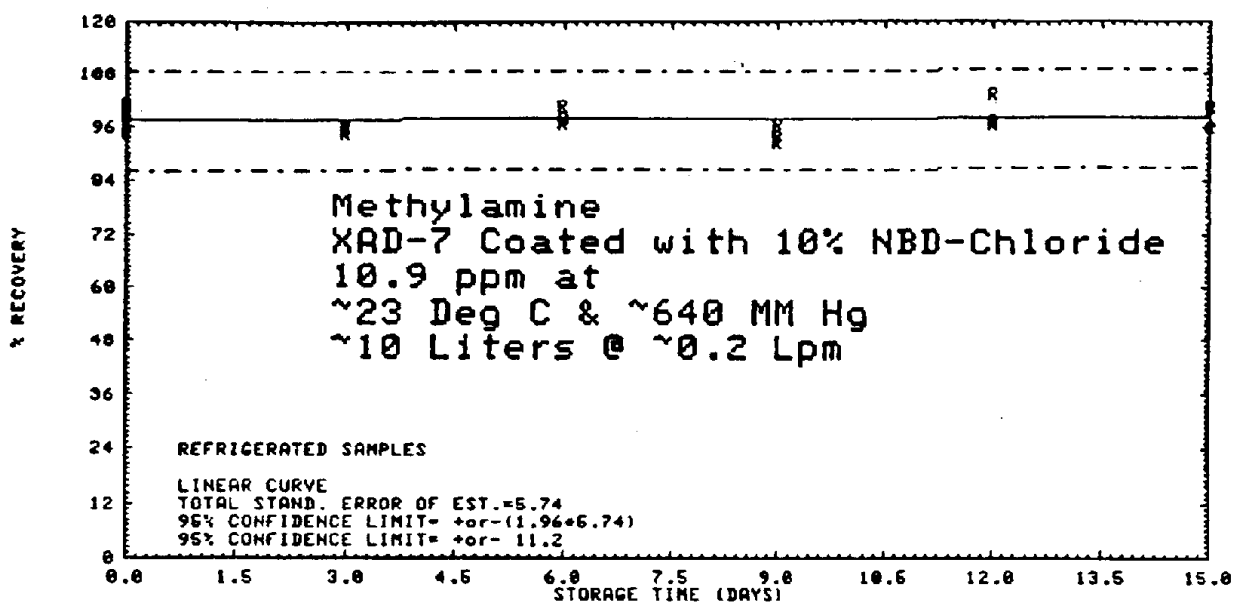 120
108
96
84
72
60
48
36
24
12
0
% RECOVERY
Methylamine
XAD-7 Coated with 10% NBD-Chloride
10.9 ppm at
~23 Deg C & ~640 MM Hg
~10 Liters @ ~0.2 Lpm
REFRIGERATED SAMPLES
LINEAR CURVE
TOTAL STAND. ERROR OF EST.=5.74
95% CONFIDENCE LIMIT= +or-(1.96*5.74)
95% CONFIDENCE LIMIT= +or- 11.2
0.0 1.5 3.0 4.5 6.0 7.5 9.0 10.5 12.0 13.5 15.0
STORAGE TIME (DAYS)